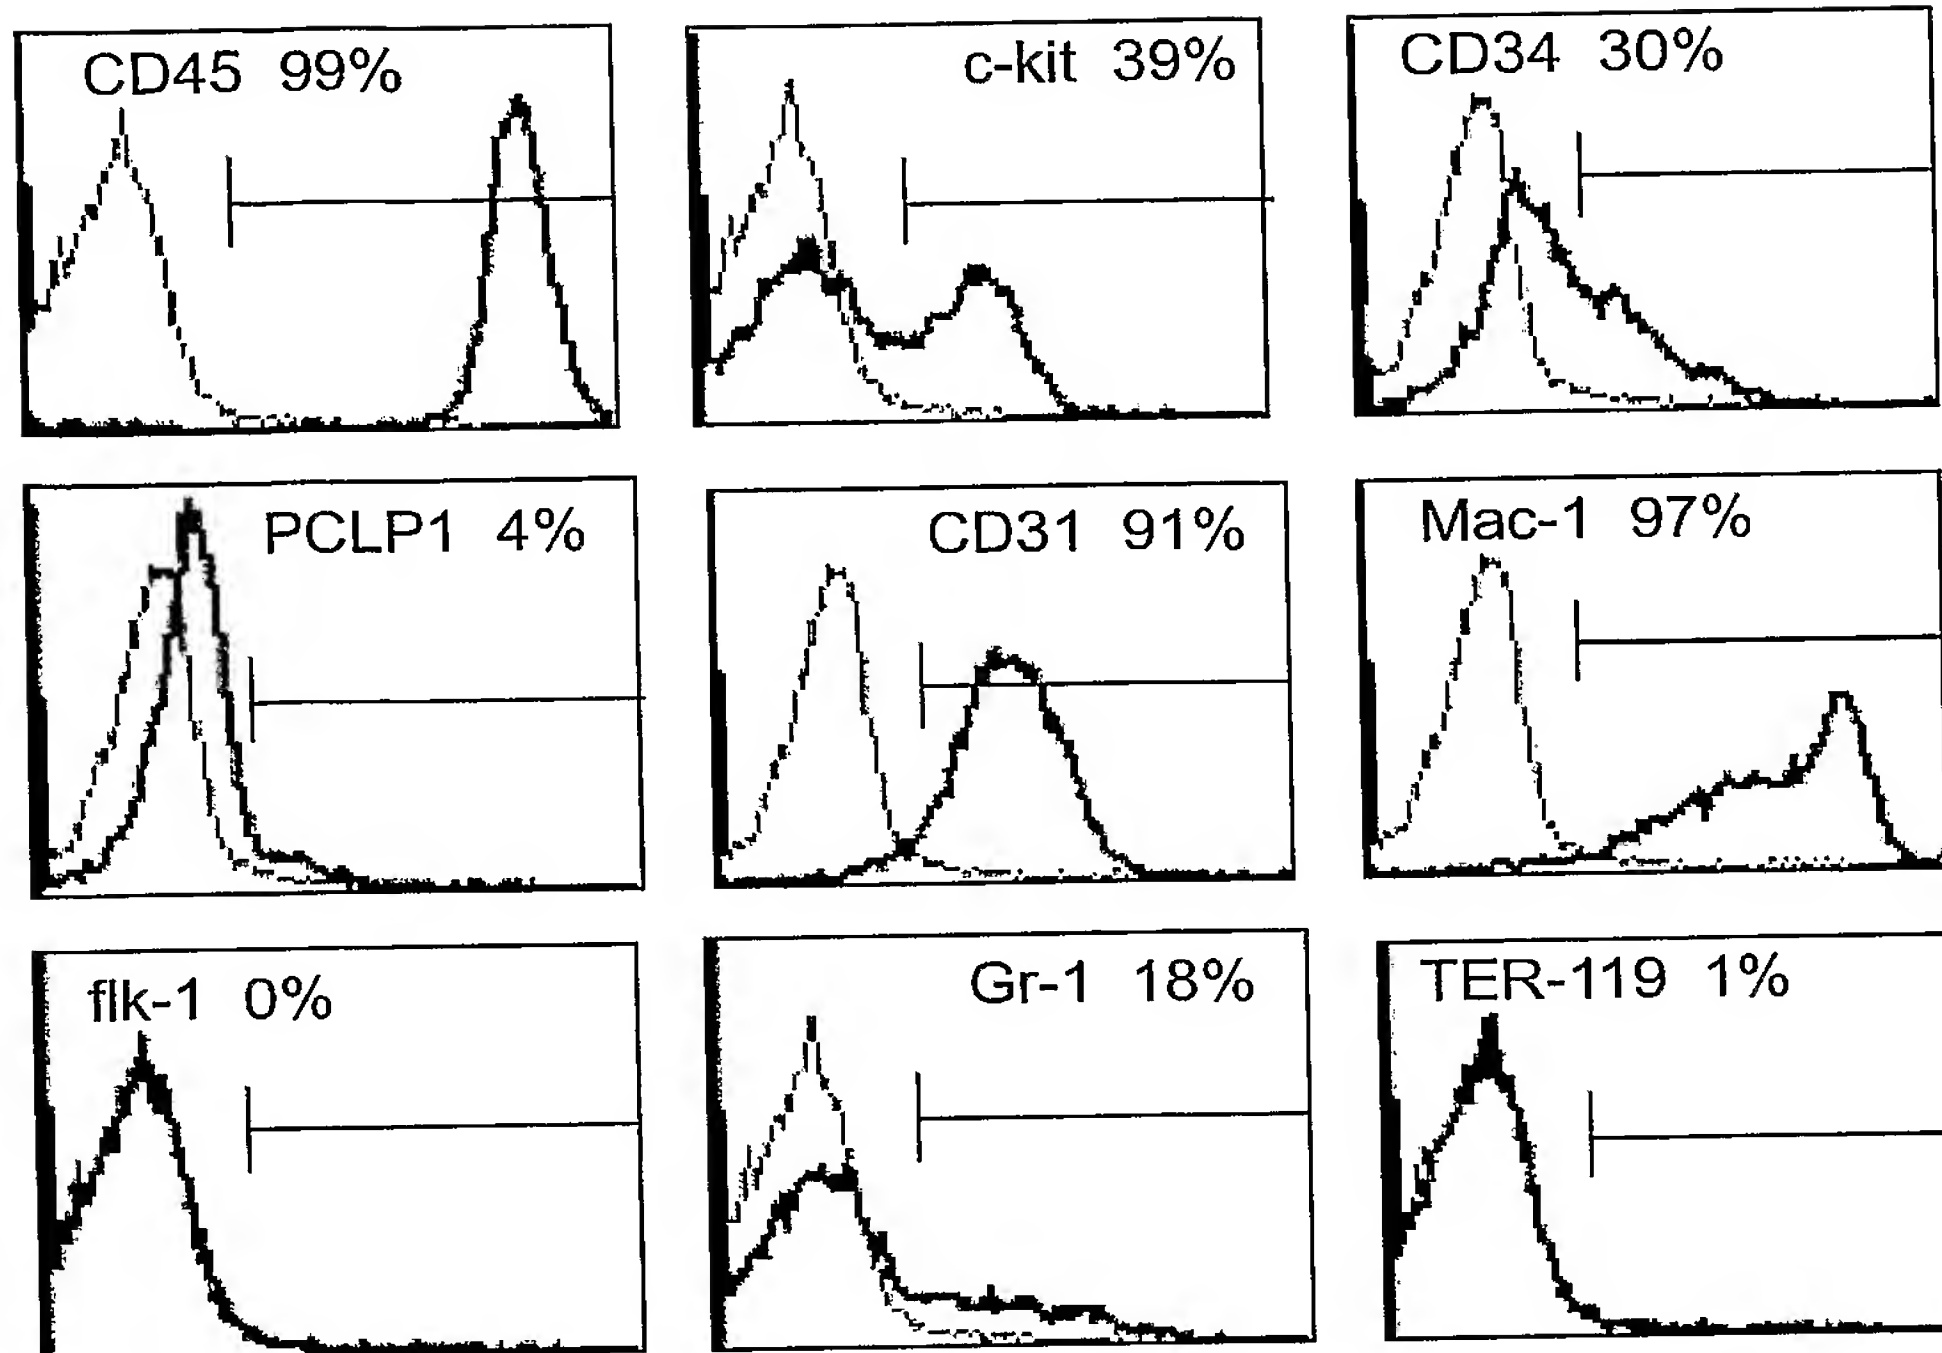 CD45 99%
c-kit 39%
CD34 30%
PCLP1 4%
CD31 91%
Mac-1 97%
flk-1 0%
Gr-1 18%
TER-119 1%